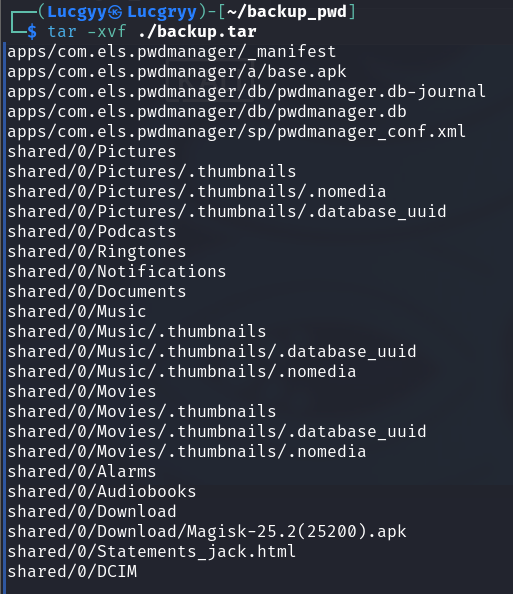 ┌──(Lucgyy㉿Lucgryy)-[~/backup_pwd]
└─$ tar -xvf ./backup.tar
apps/com.els.pwdmanager/_manifest
apps/com.els.pwdmanager/a/base.apk
apps/com.els.pwdmanager/db/pwdmanager.db-journal
apps/com.els.pwdmanager/db/pwdmanager.db
apps/com.els.pwdmanager/sp/pwdmanager_conf.xml
shared/0/Pictures
shared/0/Pictures/.thumbnails
shared/0/Pictures/.thumbnails/.nomedia
shared/0/Pictures/.thumbnails/.database_uuid
shared/0/Podcasts
shared/0/Ringtones
shared/0/Notifications
shared/0/Documents
shared/0/Music
shared/0/Music/.thumbnails
shared/0/Music/.thumbnails/.database_uuid
shared/0/Music/.thumbnails/.nomedia
shared/0/Movies
shared/0/Movies/.thumbnails
shared/0/Movies/.thumbnails/.database_uuid
shared/0/Movies/.thumbnails/.nomedia
shared/0/Alarms
shared/0/Audiobooks
shared/0/Download
shared/0/Download/Magisk-25.2(25200).apk
shared/0/Statements_jack.html
shared/0/DCIM